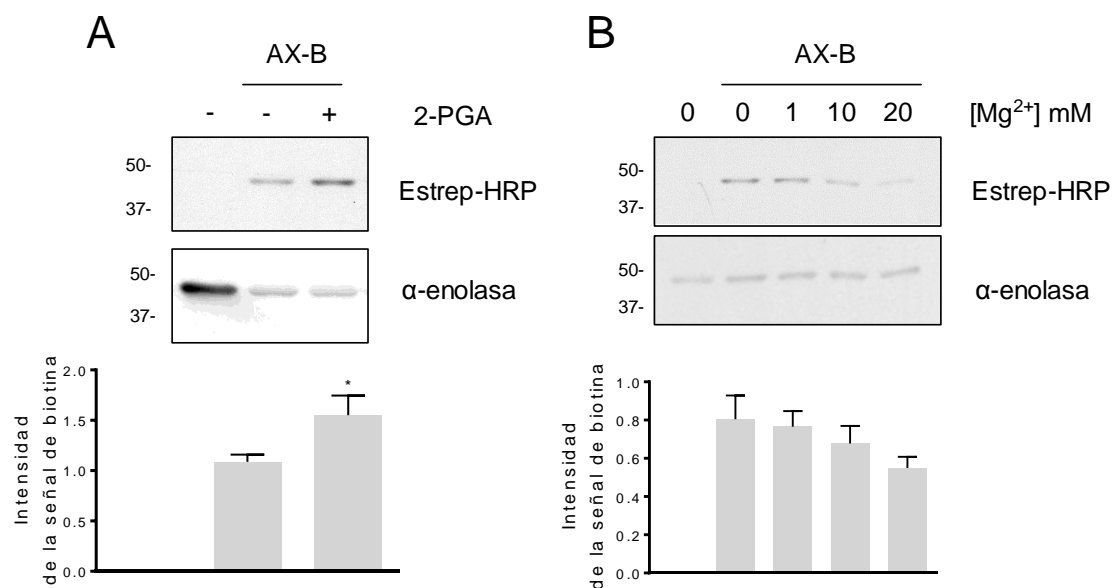 A
AX-B
- - + 2-PGA
50-
37-
Estrep-HRP
50-
37-
α-enolasa
Intensidad
de la señal de biotina
2.0
1.5
1.0
0.5
0.0
*
B
AX-B
0 0 1 10 20 [Mg²⁺] mM
50-
37-
Estrep-HRP
50-
37-
α-enolasa
Intensidad
de la señal de biotina
1.0
0.8
0.6
0.4
0.2
0.0